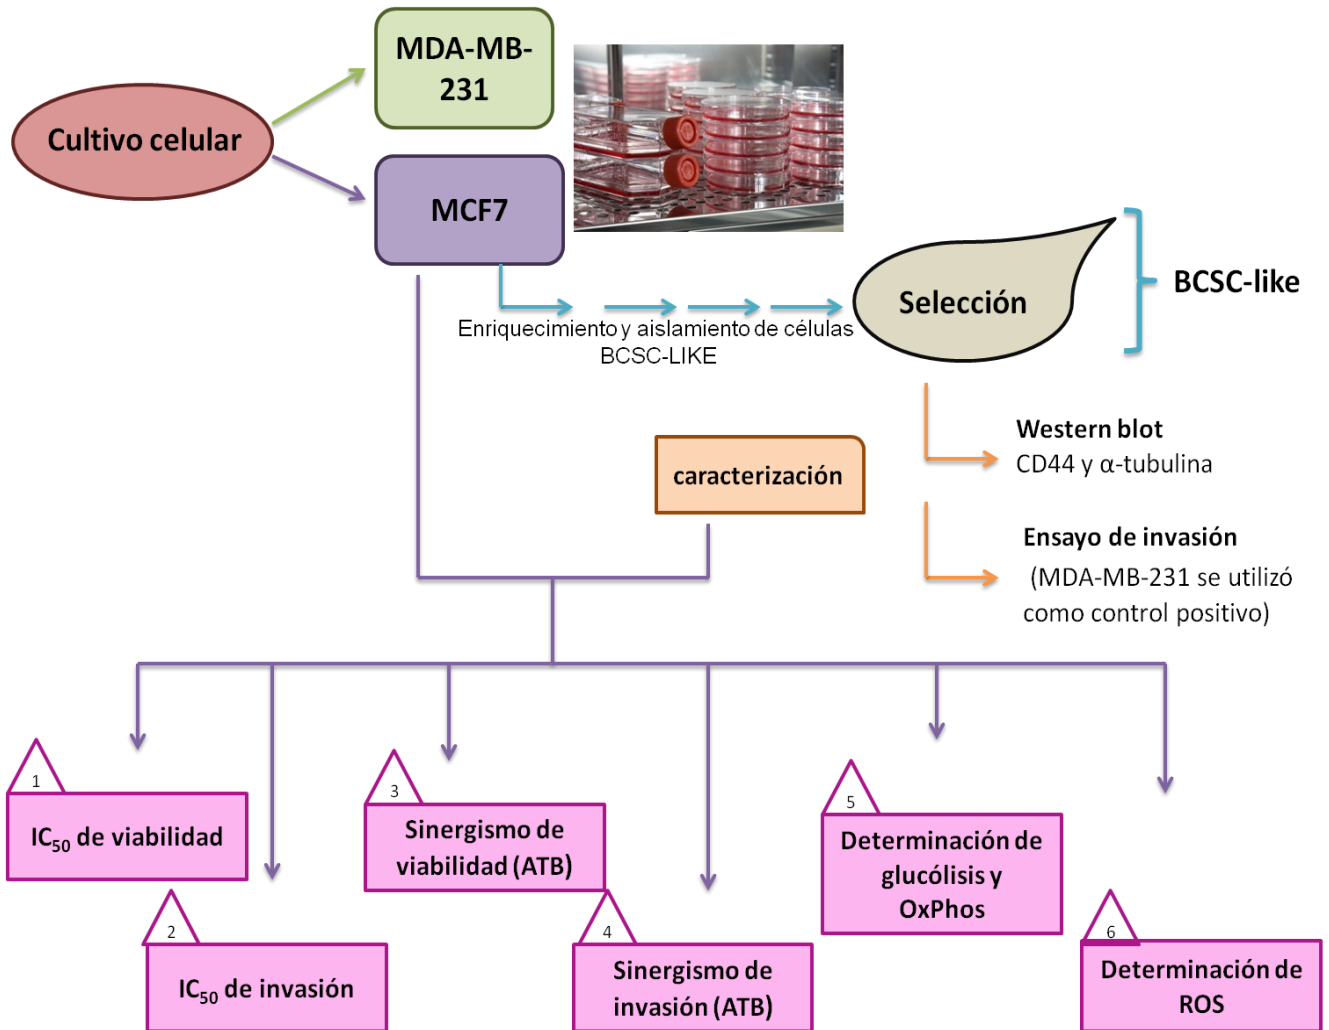 MDA-MB-
231
Cultivo celular
MCF7
Selección
BCSC-like
Enriquecimiento y aislamiento de células
BCSC-LIKE
Western blot
CD44 y α-tubulina
caracterización
Ensayo de invasión
(MDA-MB-231 se utilizó
como control positivo)
1
IC₅₀ de viabilidad
2
IC₅₀ de invasión
3
Sinergismo de
viabilidad (ATB)
4
Sinergismo de
invasión (ATB)
5
Determinación de
glucólisis y
OxPhos
6
Determinación de
ROS